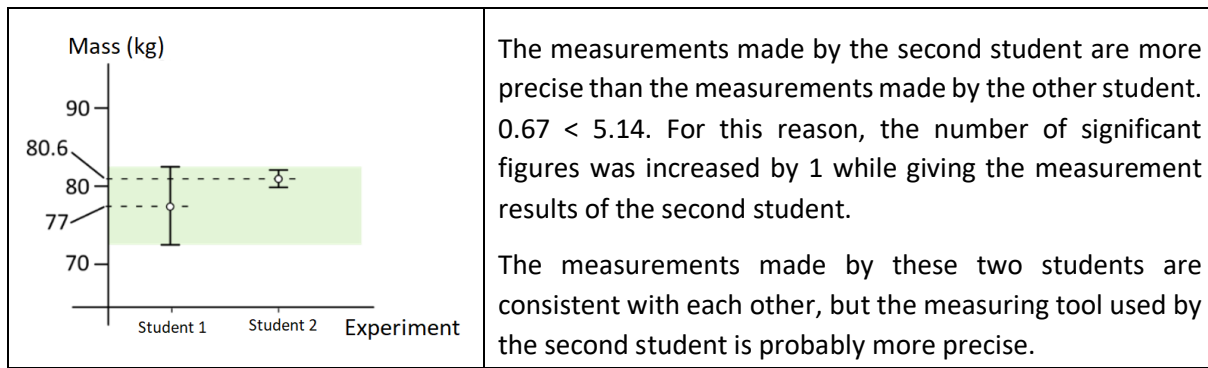 Mass (kg)
90
80.6
80
77
70
Student 1
Student 2
Experiment
The measurements made by the second student are more
precise than the measurements made by the other student.
0.67 < 5.14. For this reason, the number of significant
figures was increased by 1 while giving the measurement
results of the second student.
The measurements made by these two students are
consistent with each other, but the measuring tool used by
the second student is probably more precise.